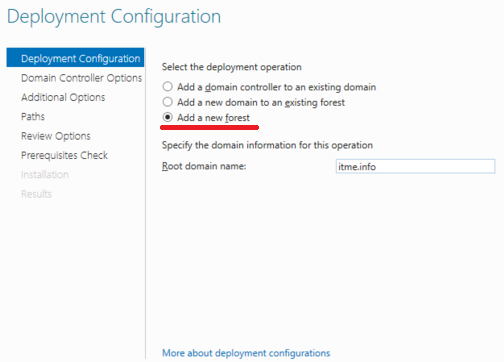 Deployment Configuration
Deployment Configuration
Domain Controller Options
Additional Options
Paths
Review Options
Prerequisites Check
Installation
Results
Select the deployment operation
Add a domain controller to an existing domain
Add a new domain to an existing forest
Add a new forest
Specify the domain information for this operation
Root domain name:
itme.info
More about deployment configurations